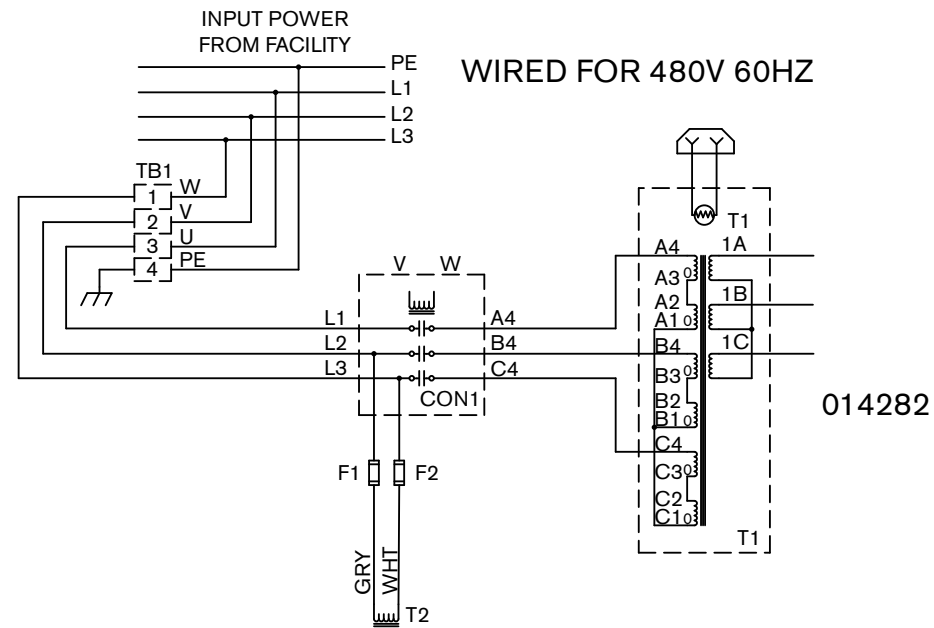 INPUT POWER
FROM FACILITY
PE
L1
L2
L3
WIRED FOR 480V 60HZ
TB1
1 W
2 V
3 U
4 PE
V W
L1 A4
L2 B4
L3 C4
CON1
F1 F2
GRY
WHT
T2
T1
A4 1A
A3
A2 1B
A1
B4 1C
B3
B2
B1
C4
C3
C2
C1
T1
014282